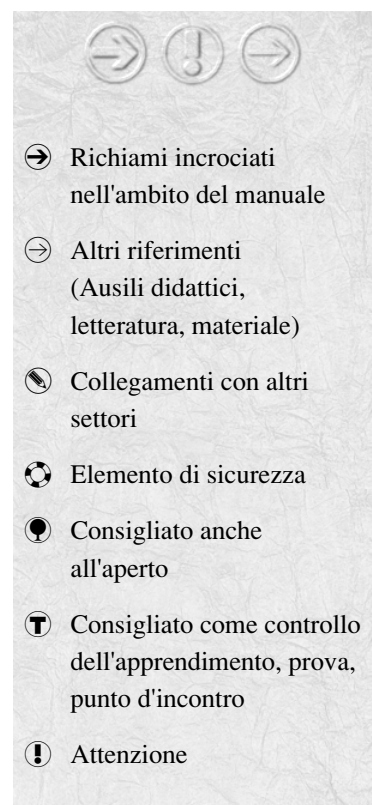 Richiami incrociati
nell'ambito del manuale
Altri riferimenti
(Ausili didattici,
letteratura, materiale)
Collegamenti con altri
settori
Elemento di sicurezza
Consigliato anche
all'aperto
T Consigliato come controllo
dell'apprendimento, prova,
punto d'incontro
! Attenzione